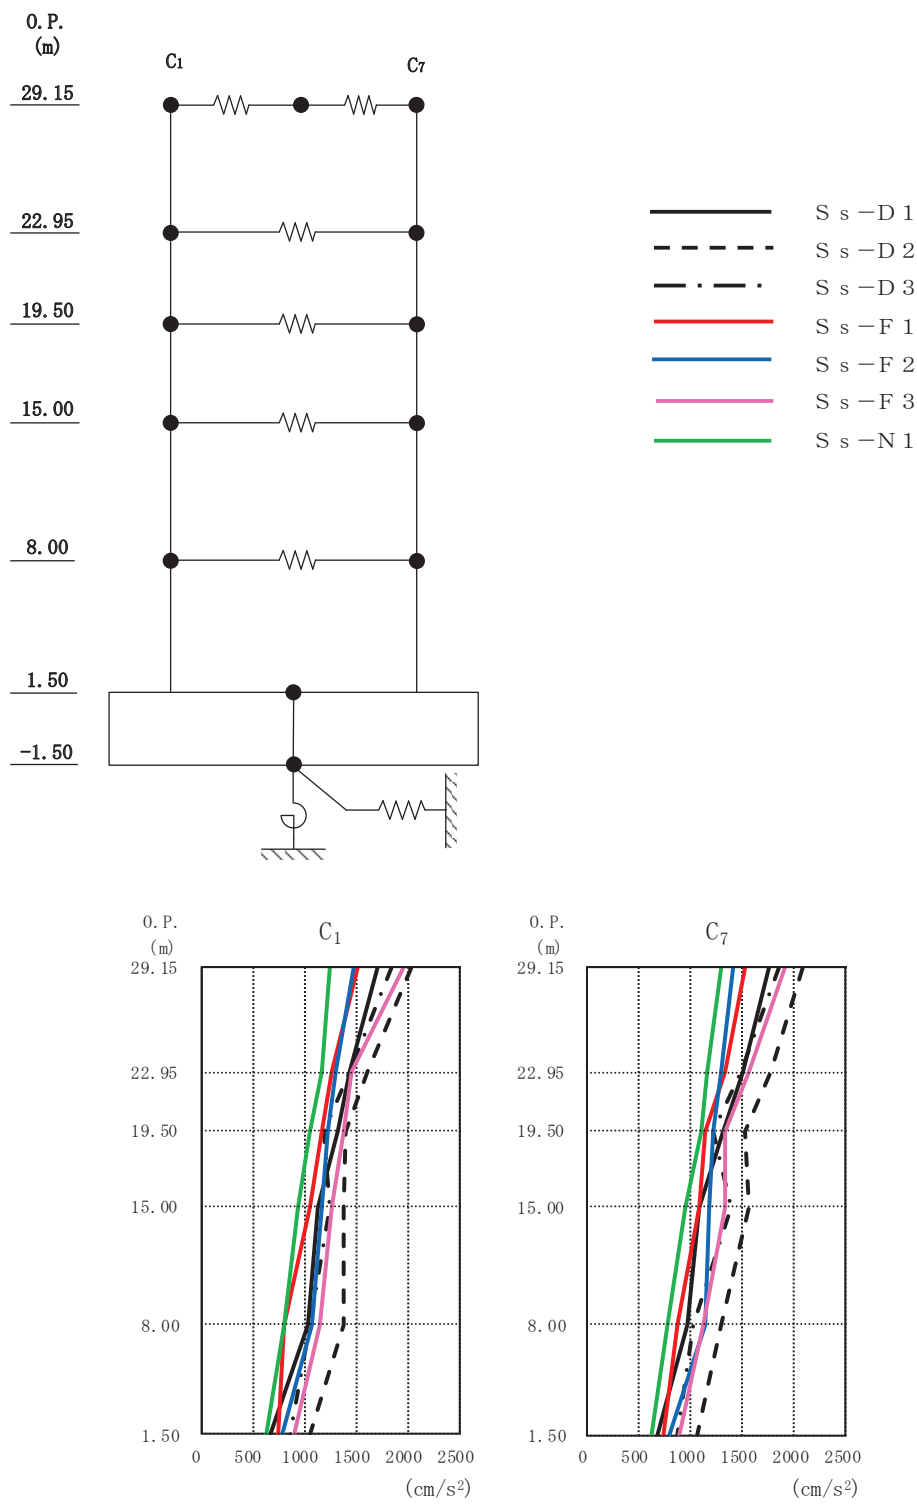 O.P.
(m)
C₁
C₇
29.15
22.95
19.50
15.00
8.00
1.50
-1.50
Ss-D1
Ss-D2
Ss-D3
Ss-F1
Ss-F2
Ss-F3
Ss-N1
O.P.
(m)
C₁
29.15
22.95
19.50
15.00
8.00
1.50
0 500 1000 1500 2000 2500
(cm/s²)
O.P.
(m)
C₇
29.15
22.95
19.50
15.00
8.00
1.50
0 500 1000 1500 2000 2500
(cm/s²)